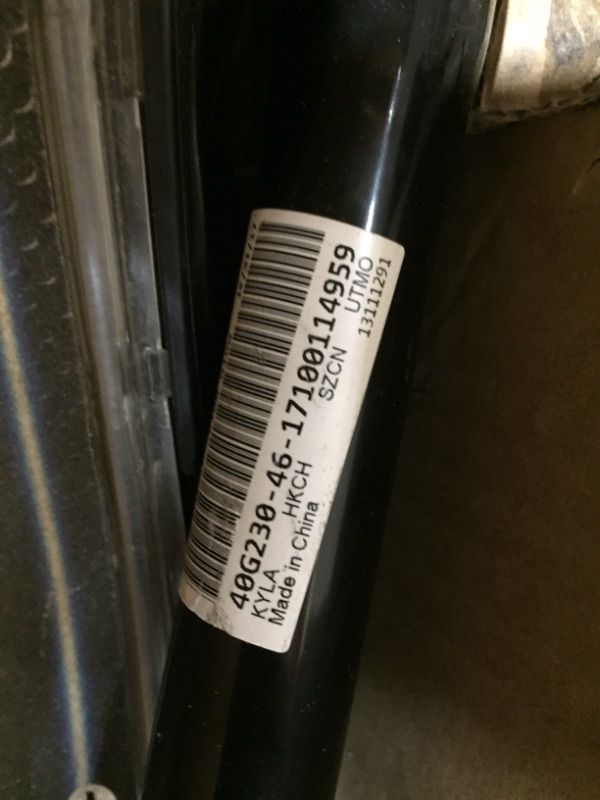 40G230-46-17100114959
KYLA HKCH SZCN UTMO
Made in China 13111291